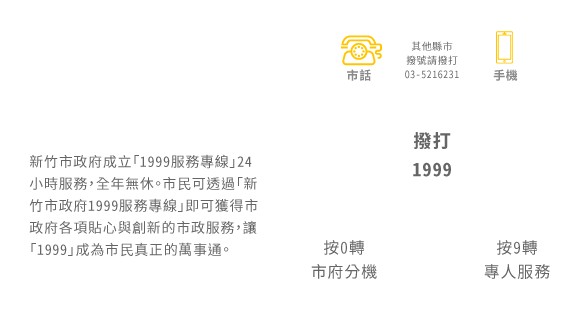 其他縣市
撥號請撥打
03-5216231
市話
手機
撥打
1999
新竹市政府成立「1999服務專線」24
小時服務，全年無休。市民可透過「新
竹市政府1999服務專線」即可獲得市
政府各項貼心與創新的市政服務，讓
「1999」成為市民真正的萬事通。
按0轉
市府分機
按9轉
專人服務